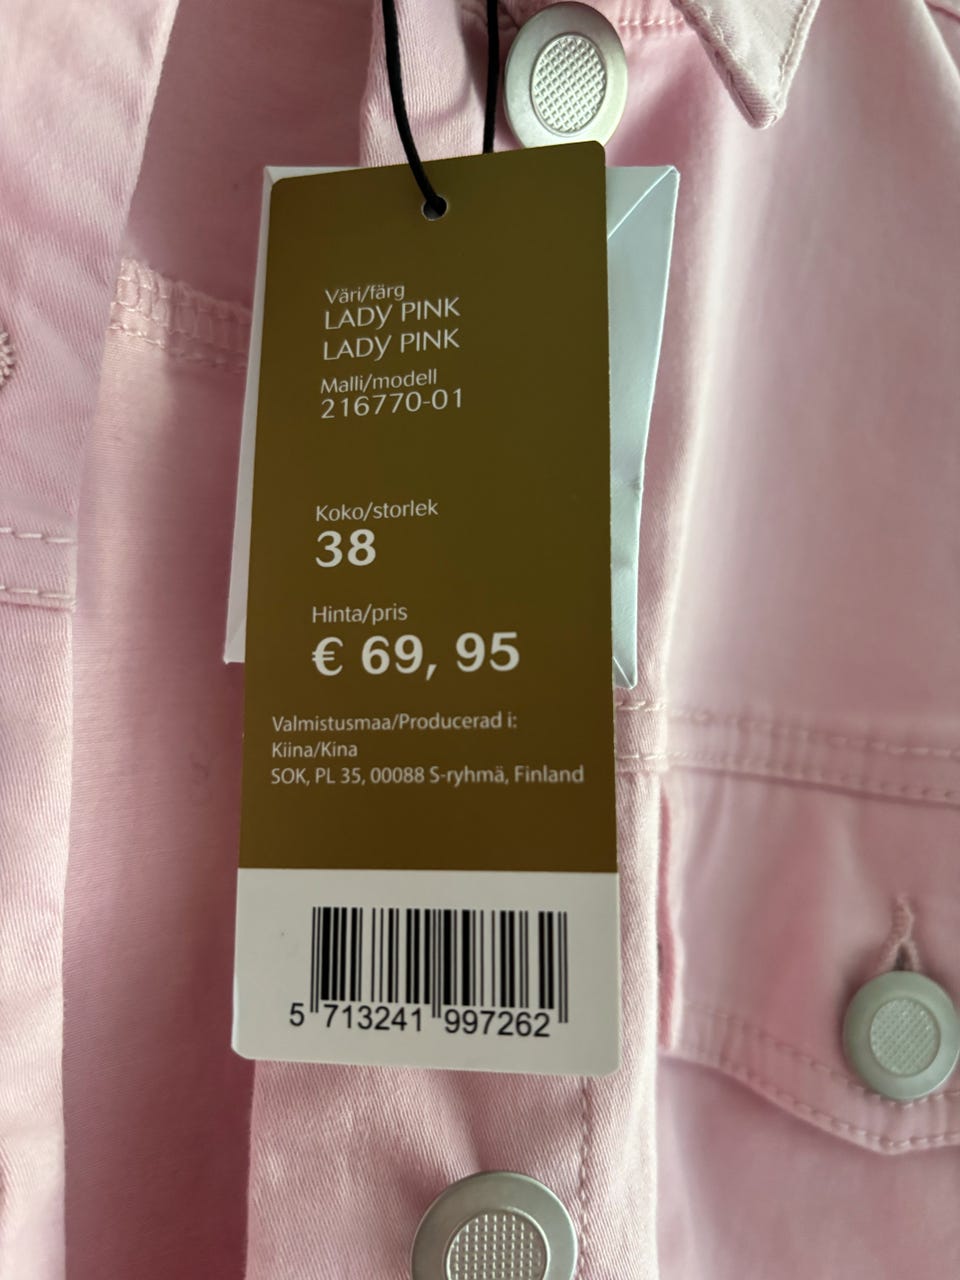 Väri/färg
LADY PINK
LADY PINK
Malli/modell
216770-01
Koko/storlek
38
Hinta/pris
€ 69, 95
Valmistusmaa/Producerad i:
Kiina/Kina
SOK, PL 35, 00088 S-ryhmä, Finland
5 713241 997262